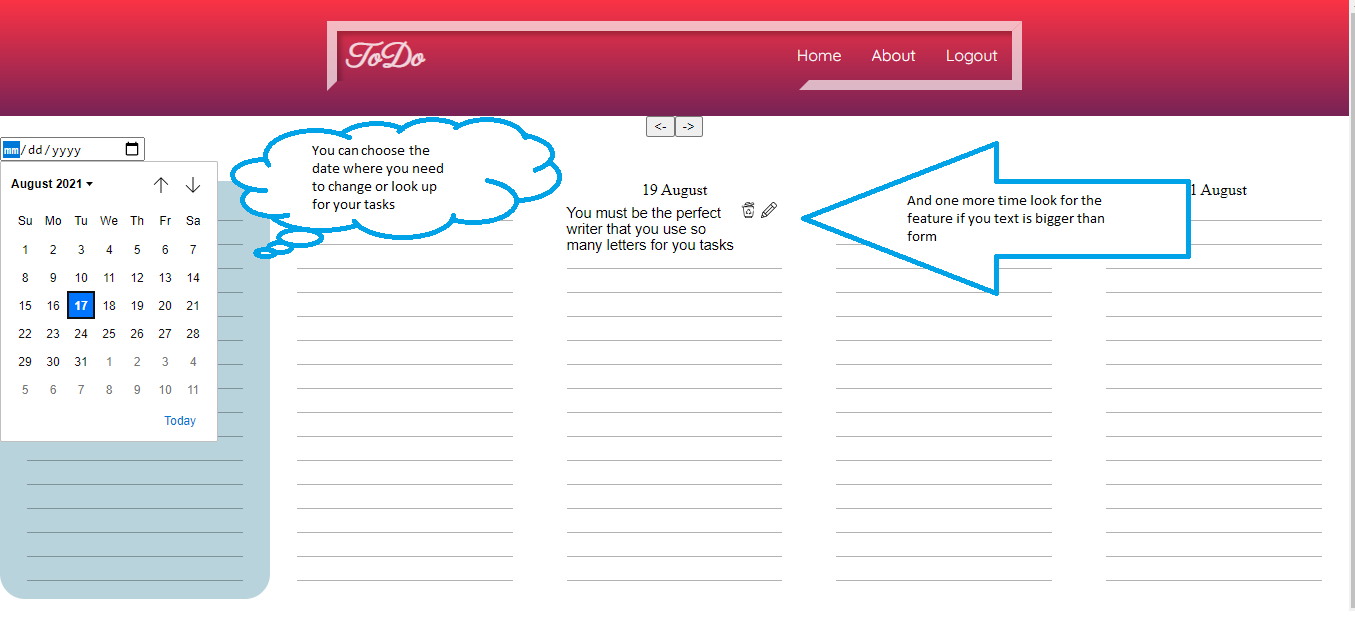 ToDo
Home About Logout
<- ->
mm/dd/yyyy
August 2021
Su Mo Tu We Th Fr Sa
1 2 3 4 5 6 7
8 9 10 11 12 13 14
15 16 17 18 19 20 21
22 23 24 25 26 27 28
29 30 31 1 2 3 4
5 6 7 8 9 10 11
Today
You can choose the
date where you need
to change or look up
for your tasks
19 August
You must be the perfect
writer that you use so
many letters for you tasks
And one more time look for the
feature if you text is bigger than
form
1 August